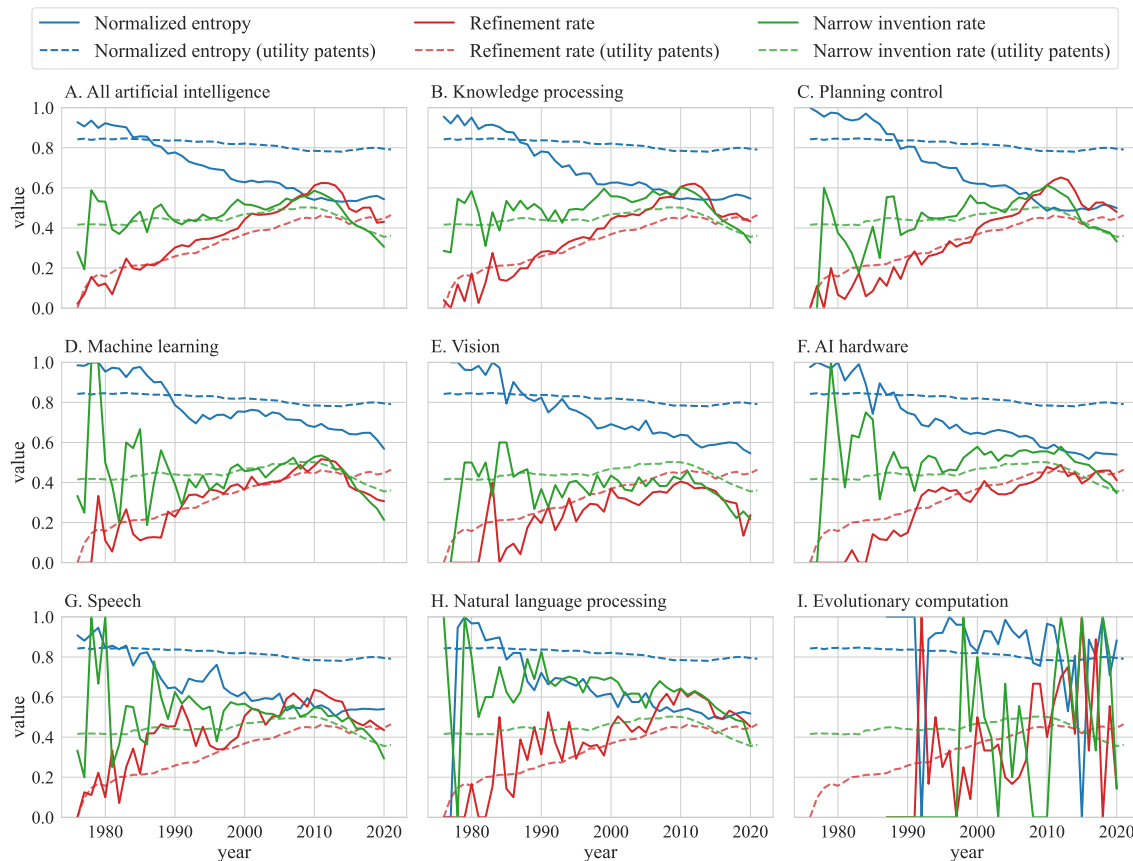 Normalized entropy Refinement rate Narrow invention rate
Normalized entropy (utility patents) Refinement rate (utility patents) Narrow invention rate (utility patents)
A. All artificial intelligence B. Knowledge processing C. Planning control
1.0
0.8
0.6
0.4
0.2
0.0
value
D. Machine learning E. Vision F. AI hardware
1.0
0.8
0.6
0.4
0.2
0.0
value
G. Speech H. Natural language processing I. Evolutionary computation
1.0
0.8
0.6
0.4
0.2
0.0
value
1980 1990 2000 2010 2020 1980 1990 2000 2010 2020 1980 1990 2000 2010 2020
year year year